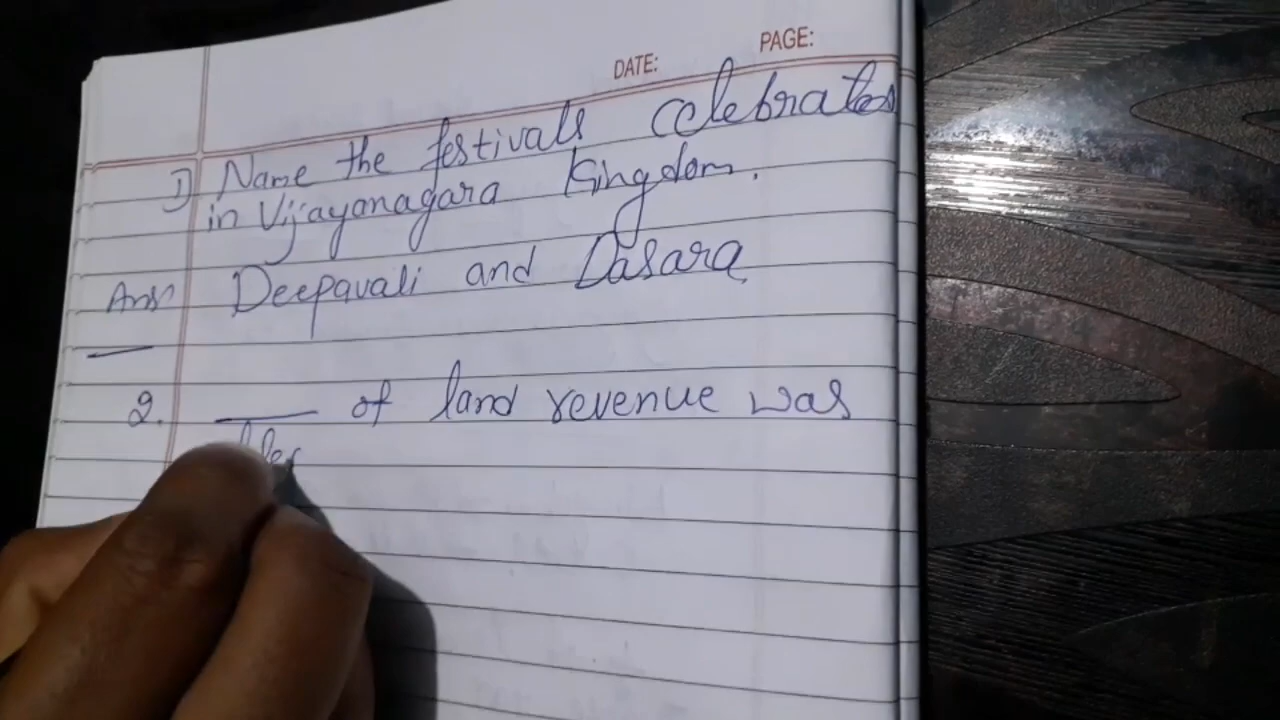 DATE: PAGE:
1) Name the festivals celebrates
in Vijayanagara Kingdom.
Ans Deepavali and Dasara
2. ____ of land revenue was